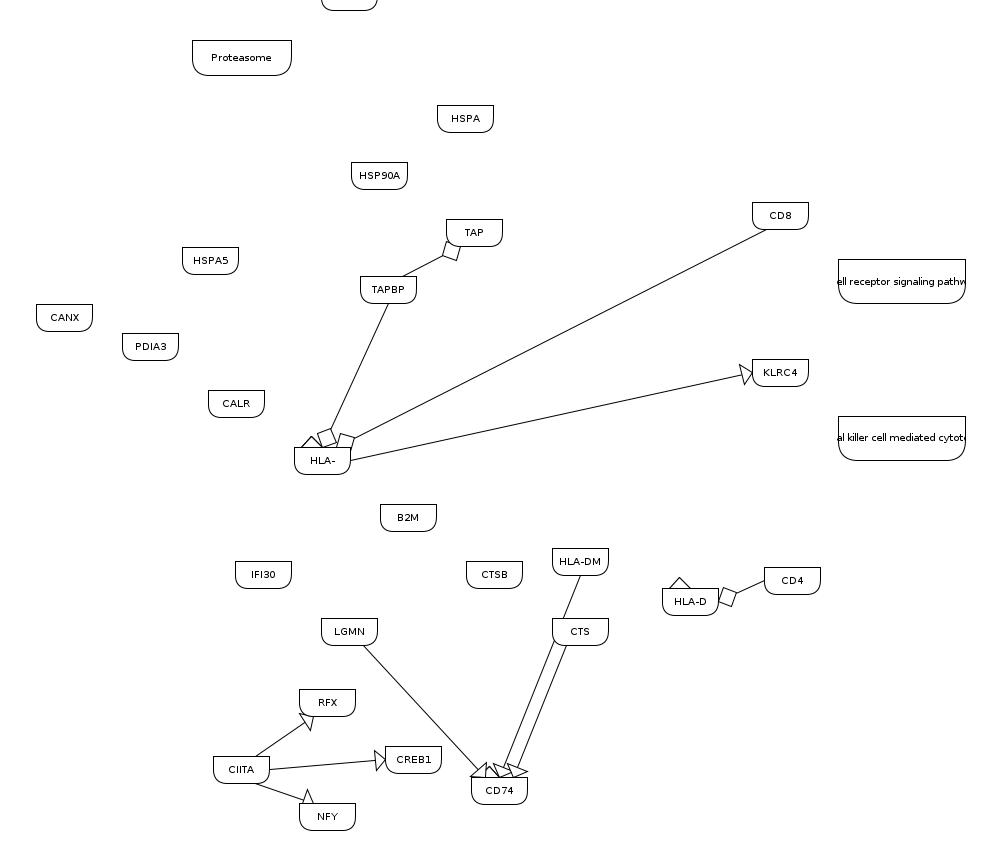 Proteasome
HSPA
HSP90A
CD8
TAP
HSPA5
ell receptor signaling pathw
TAPBP
CANX
PDIA3
KLRC4
CALR
al killer cell mediated cytoto
HLA-
B2M
HLA-DM
IFI30
CTSB
CD4
HLA-D
LGMN
CTS
RFX
CREB1
CIITA
CD74
NFY